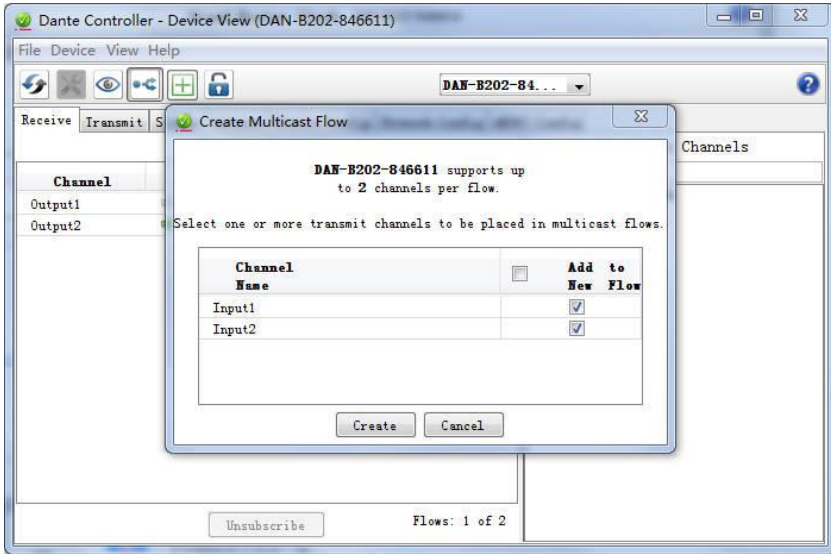 Dante Controller - Device View (DAN-B202-846611)
File Device View Help
DAN-B202-84...
Receive Transmit S
Create Multicast Flow
Channels
DAN-B202-846611 supports up
to 2 channels per flow.
Select one or more transmit channels to be placed in multicast flows.
Channel
Output1
Output2
Channel Name
Add to New Flow
Input1
Input2
Create Cancel
Unsubscribe
Flows: 1 of 2